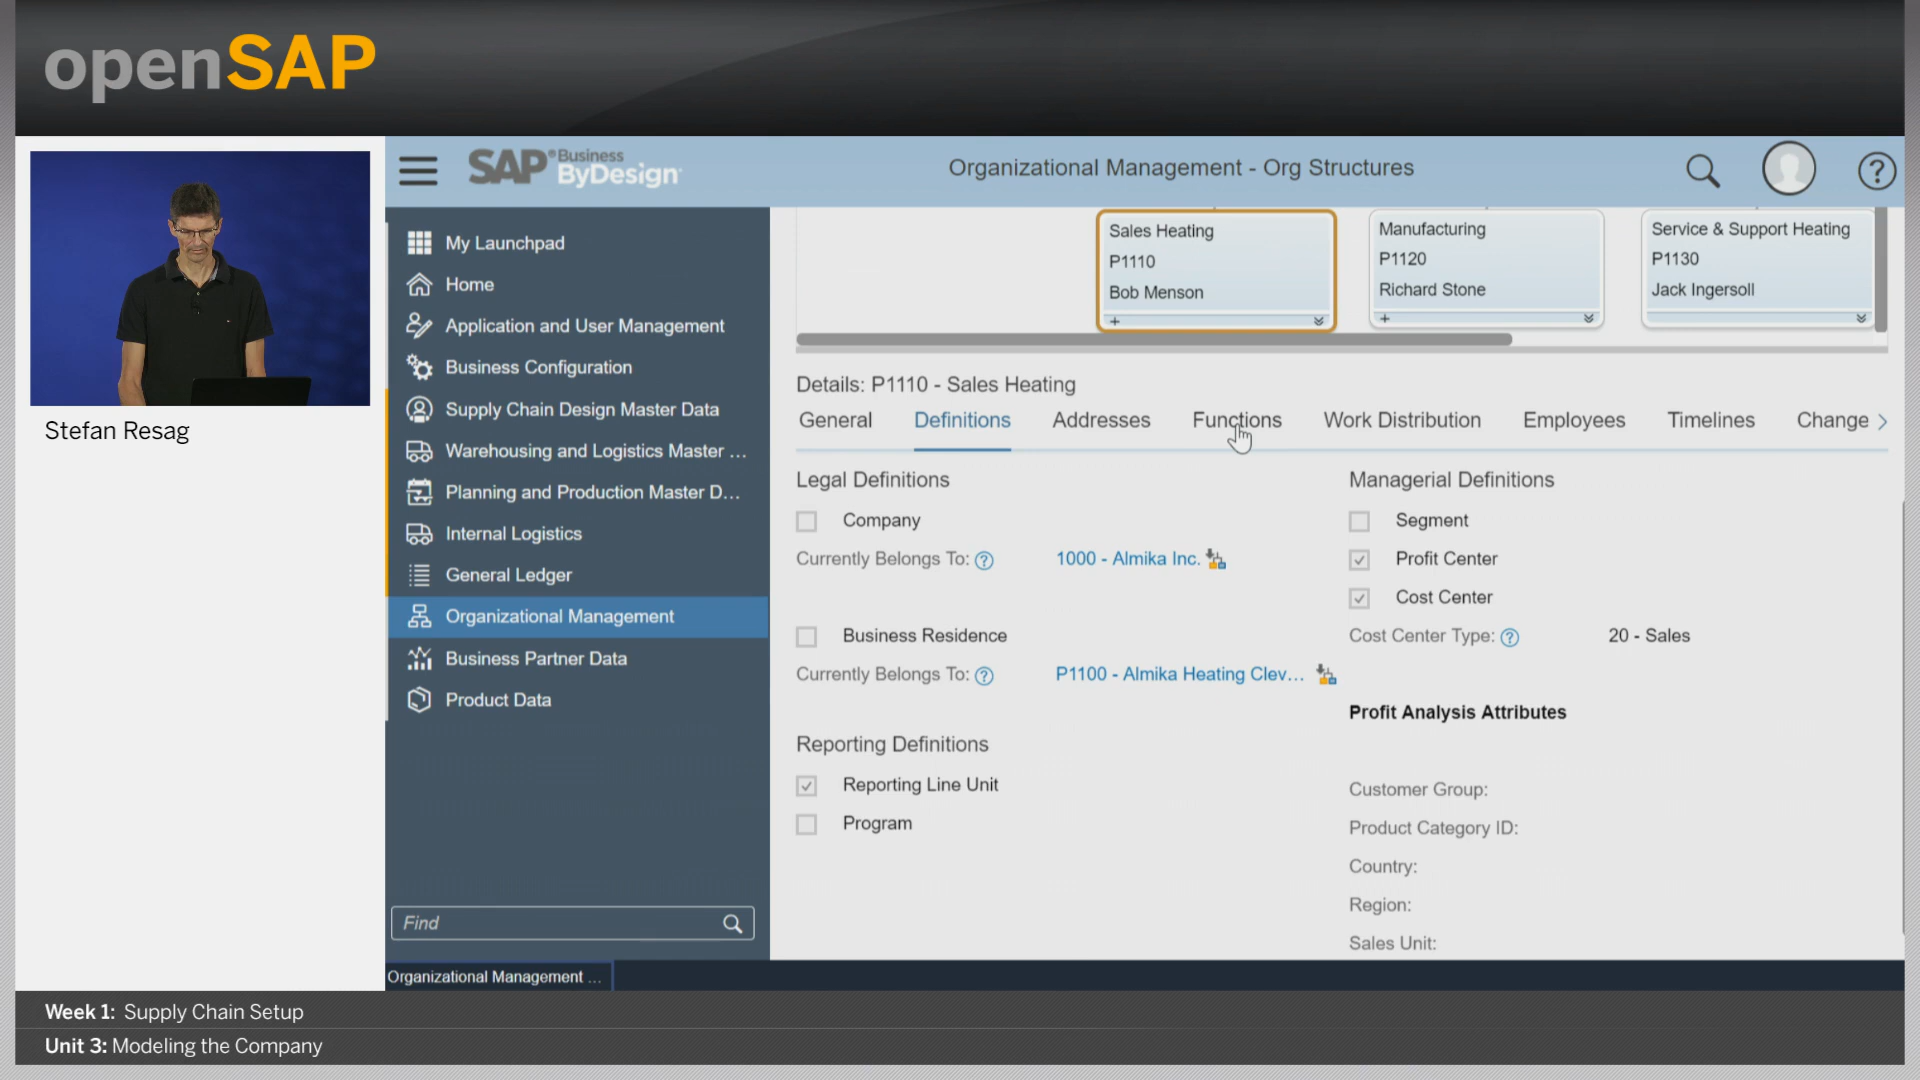 openSAP
SAP® Business ByDesign
Organizational Management - Org Structures
Stefan Resag
My Launchpad
Home
Application and User Management
Business Configuration
Supply Chain Design Master Data
Warehousing and Logistics Master ...
Planning and Production Master D...
Internal Logistics
General Ledger
Organizational Management
Business Partner Data
Product Data
Find
Organizational Management ...
Sales Heating
P1110
Bob Menson
Manufacturing
P1120
Richard Stone
Service & Support Heating
P1130
Jack Ingersoll
Details: P1110 - Sales Heating
General Definitions Addresses Functions Work Distribution Employees Timelines Change
Legal Definitions
Company
Currently Belongs To: 1000 - Almika Inc.
Business Residence
Currently Belongs To: P1100 - Almika Heating Clev...
Reporting Definitions
Reporting Line Unit
Program
Managerial Definitions
Segment
Profit Center
Cost Center
Cost Center Type: 20 - Sales
Profit Analysis Attributes
Customer Group:
Product Category ID:
Country:
Region:
Sales Unit:
Week 1: Supply Chain Setup
Unit 3: Modeling the Company